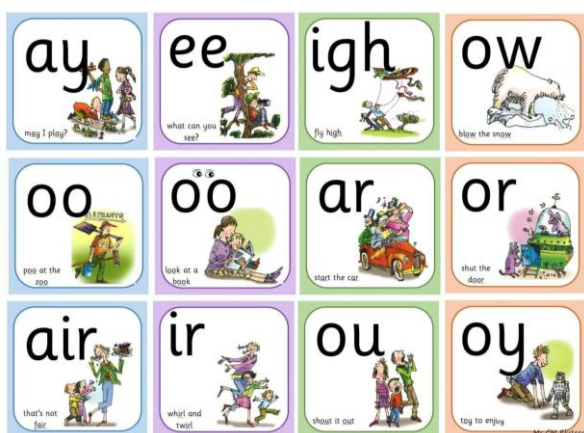 ay
may I play?
ee
what can you
see?
igh
fly high
ow
blow the snow
oo
poo at the
zoo
oo
look at a
book
ar
start the car
or
shut the
door
air
that's not
fair
ir
whirl and
twirl
ou
shout it out
oy
toy to enjoy